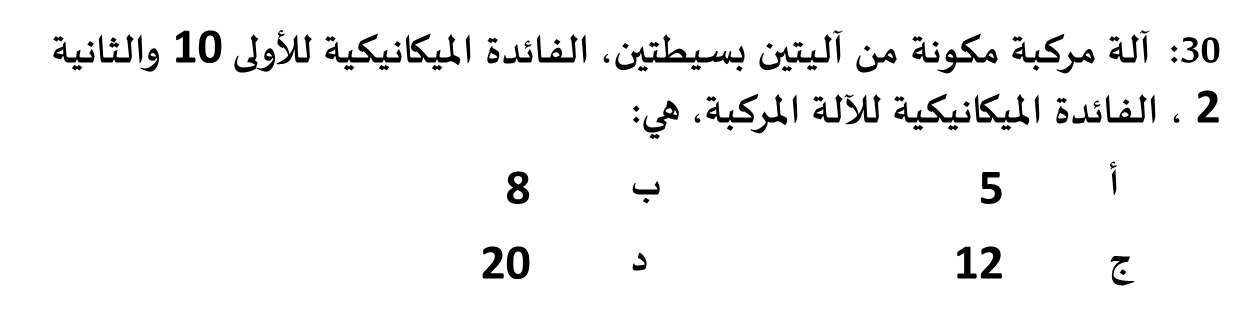 30: آلة مركبة مكونة من آليتين بسيطتين، الفائدة الميكانيكية للأولى 10 والثانية
2 ، الفائدة الميكانيكية للآلة المركبة، هي:
أ 5 ب 8
ج 12 د 20